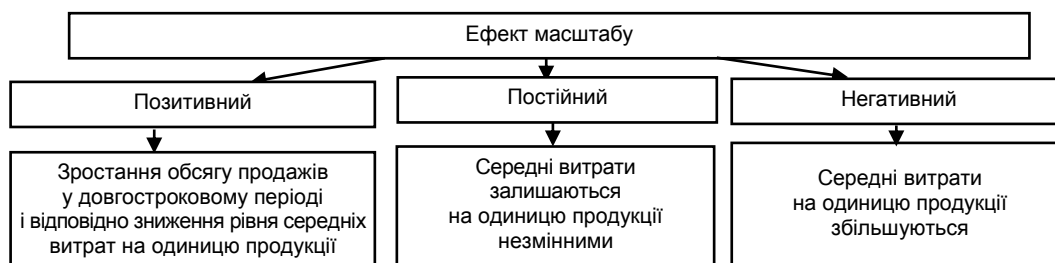 Ефект масштабу
Позитивний
Постійний
Негативний
Зростання обсягу продажів
у довгостроковому періоді
і відповідно зниження рівня середніх
витрат на одиницю продукції
Середні витрати
залишаються
на одиницю продукції
незмінними
Середні витрати
на одиницю продукції
збільшуються